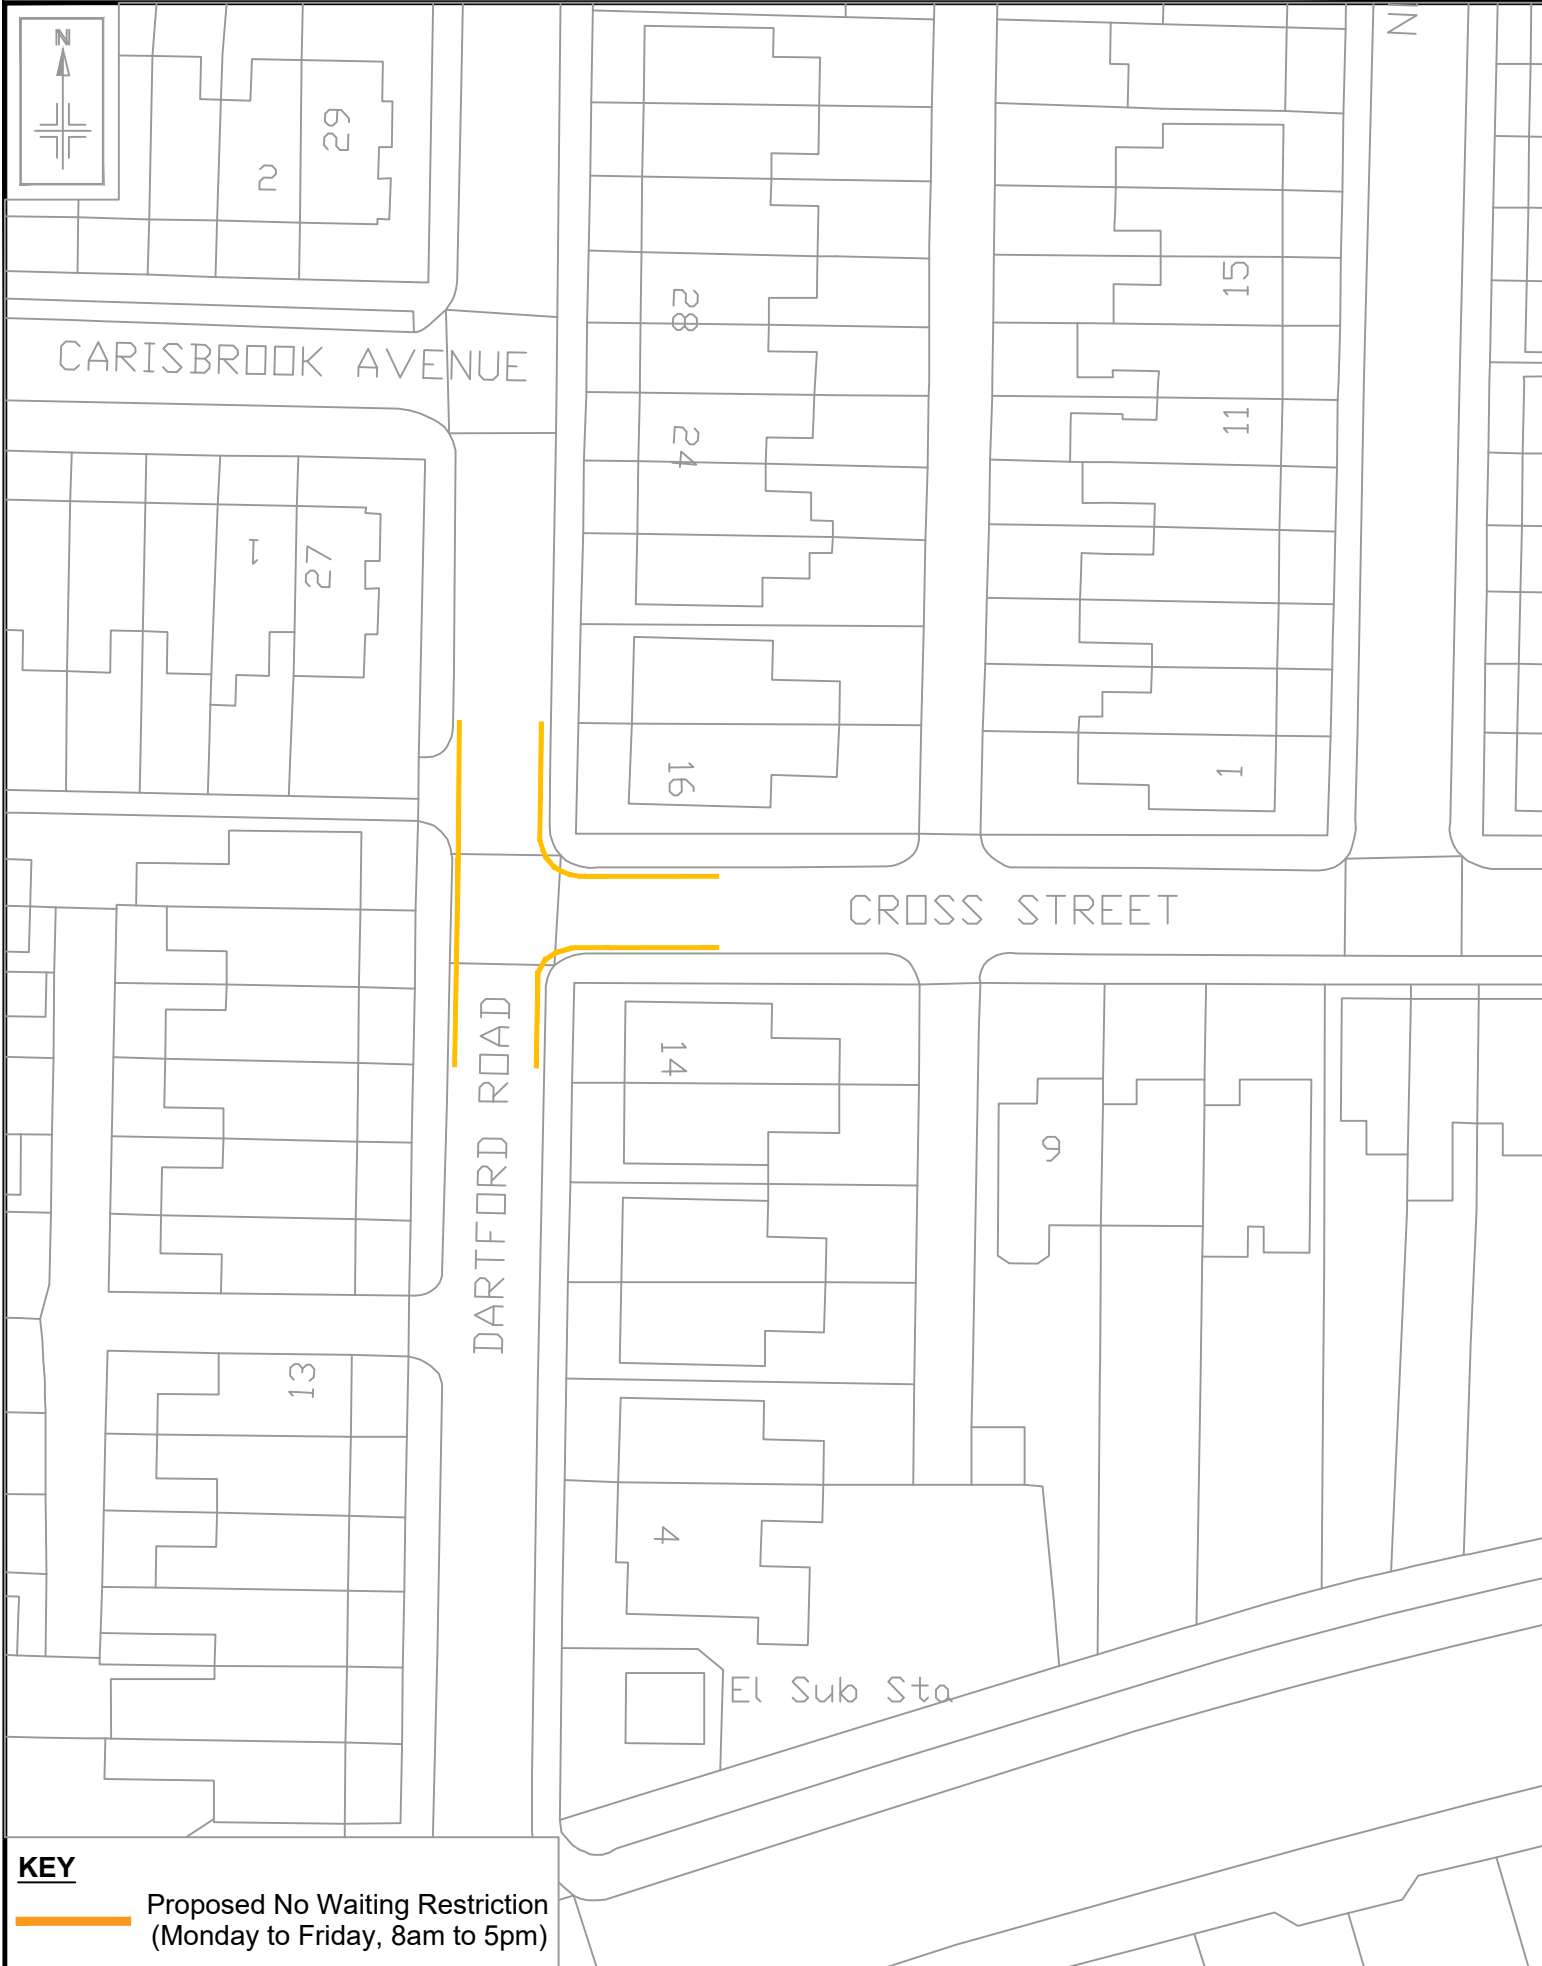 N
N
29
2
28
15
CARISBROOK AVENUE
24
11
1
27
16
1
CROSS STREET
DARTFORD ROAD
14
9
13
4
El Sub Sta
KEY
Proposed No Waiting Restriction
(Monday to Friday, 8am to 5pm)